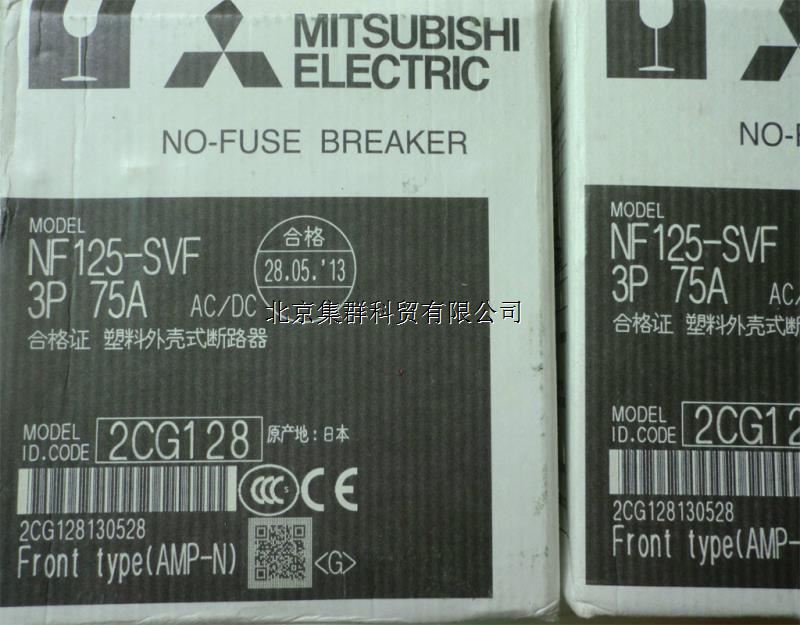 MITSUBISHI
ELECTRIC
NO-FUSE BREAKER
MODEL
NF125-SVF
3P 75A AC/DC
合格
28.05.'13
北京集群科贸有限公司
合格证 塑料外壳式断路器
MODEL
ID.CODE 2CG128 原产地:日本
CCC S CE
2CG128130528
Front type(AMP-N) <G>
NO-F
MODEL
NF125-SVF
3P 75A AC/
合格证 塑料外壳式断
MODEL
ID.CODE 2CG12
2CG128130528
Front type(AMP-